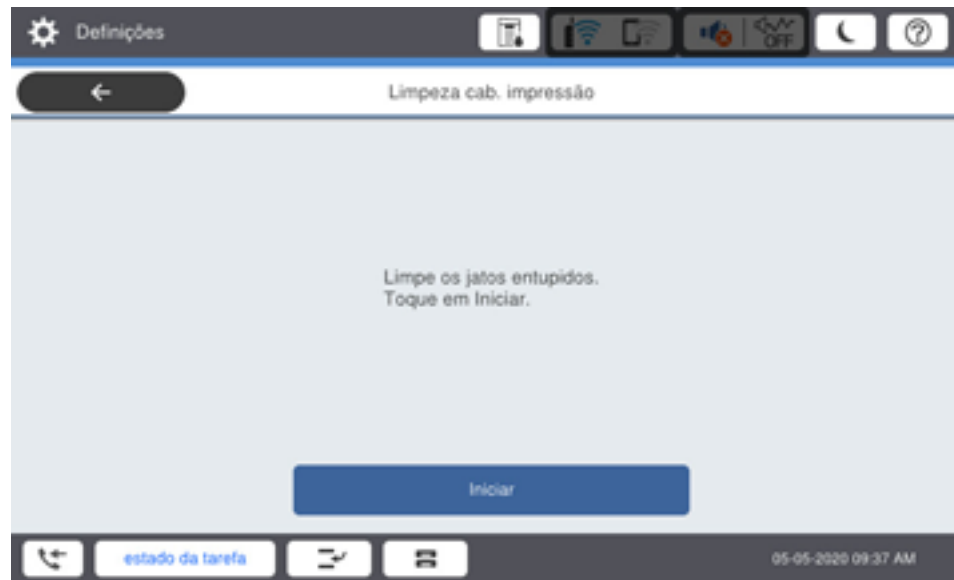 Definições
OFF
Limpeza cab. impressão
Limpe os jatos entupidos.
Toque em Iniciar.
Iniciar
estado da tarefa
05-05-2020 09:37 AM